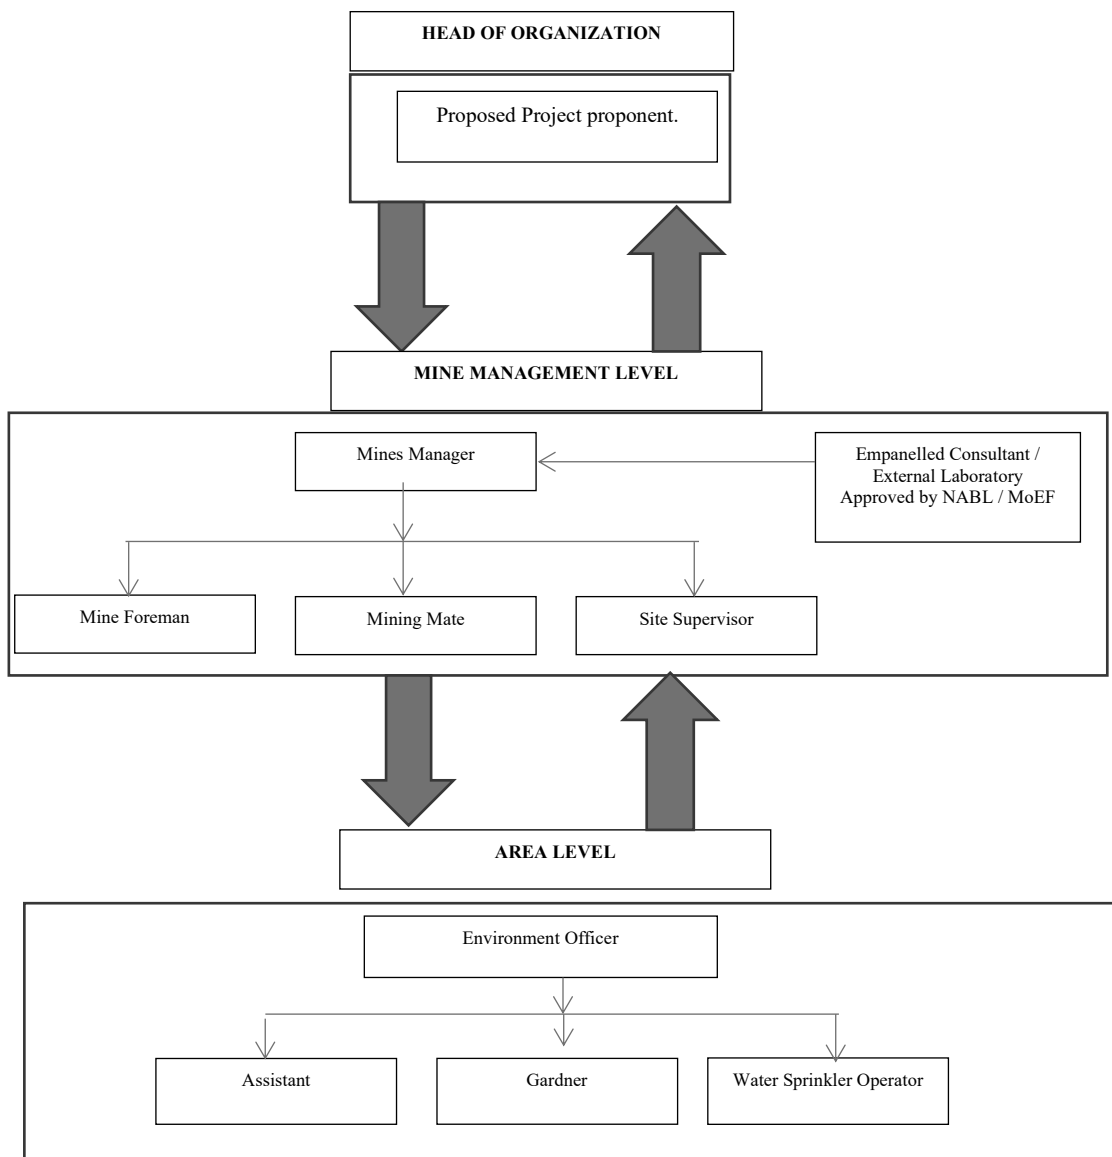 HEAD OF ORGANIZATION
Proposed Project proponent.
MINE MANAGEMENT LEVEL
Mines Manager
Empanelled Consultant /
External Laboratory
Approved by NABL / MoEF
Mine Foreman
Mining Mate
Site Supervisor
AREA LEVEL
Environment Officer
Assistant
Gardner
Water Sprinkler Operator